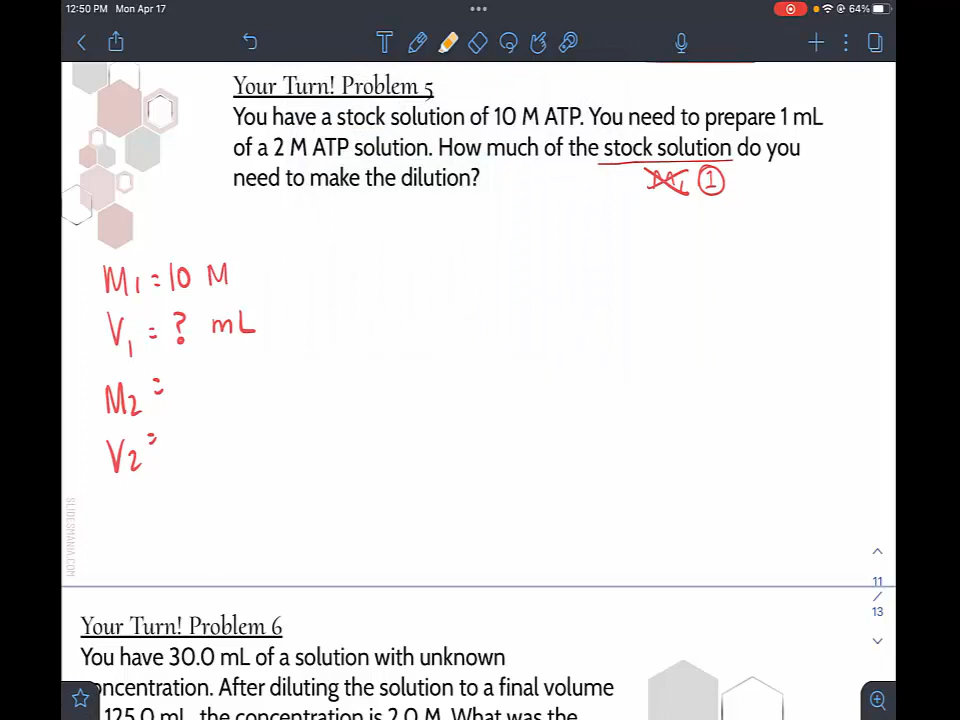 12:50 PM Mon Apr 17
64%
Your Turn! Problem 5
You have a stock solution of 10 M ATP. You need to prepare 1 mL
of a 2 M ATP solution. How much of the stock solution do you
need to make the dilution?
M1 1
M1 = 10 M
V1 = ? mL
M2 =
V2 =
SLIDESMANIA.COM
11
/
13
Your Turn! Problem 6
You have 30.0 mL of a solution with unknown
concentration. After diluting the solution to a final volume
125.0 mL, the concentration is 2.0 M. What was the